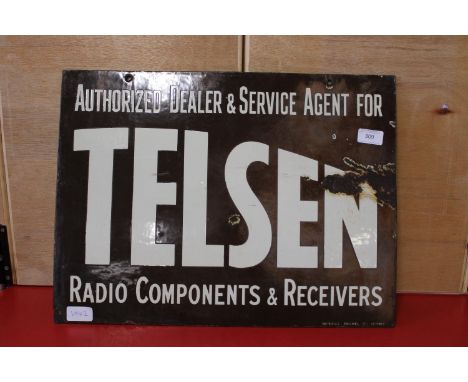 AUTHORIZED DEALER & SERVICE AGENT FOR
TELSEN
RADIO COMPONENTS & RECEIVERS